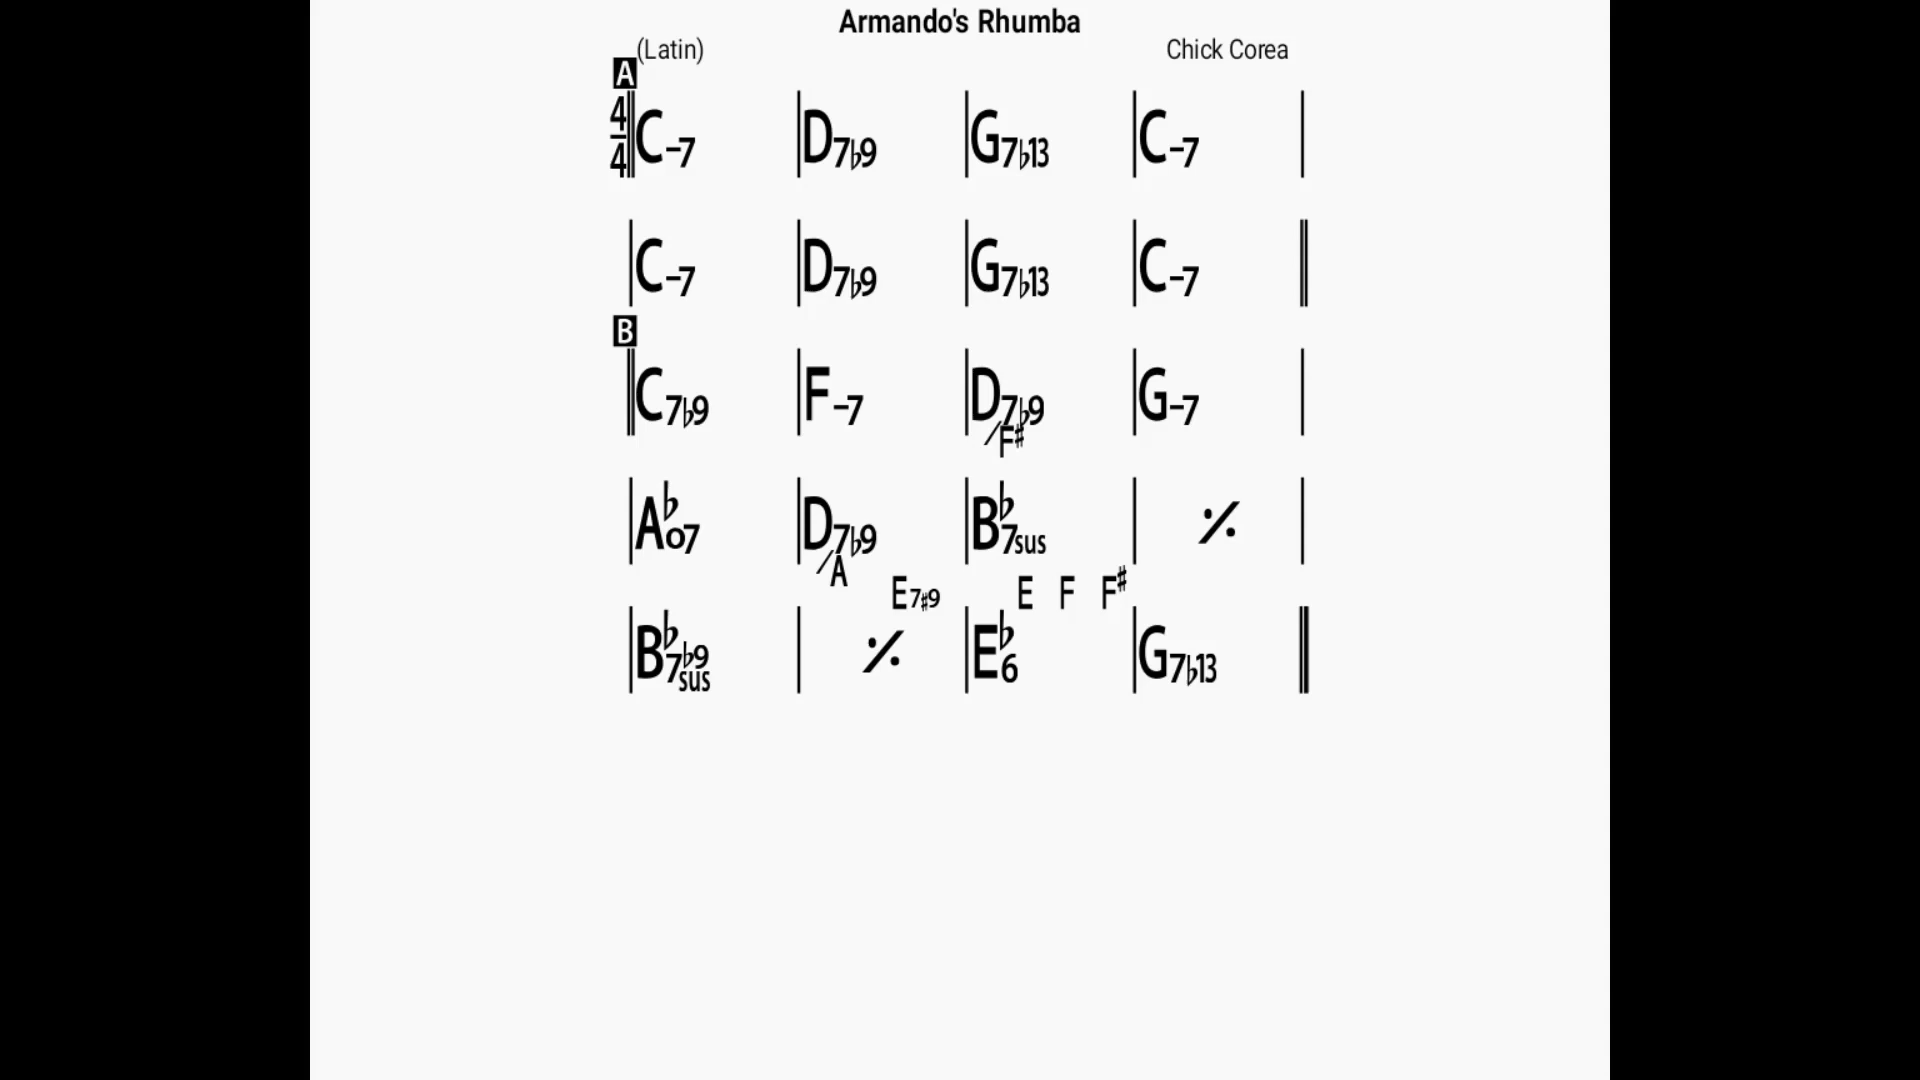 Armando's Rhumba
(Latin) Chick Corea
A
4/4 C–7 D7♭9 G7♭13 C–7
C–7 D7♭9 G7♭13 C–7
B
C7♭9 F–7 D7♭9/F♯ G–7
A♭o7 D7♭9/A B♭7sus 𝄎
E7♯9 E F F♯
B♭7♭9sus 𝄎 E♭6 G7♭13